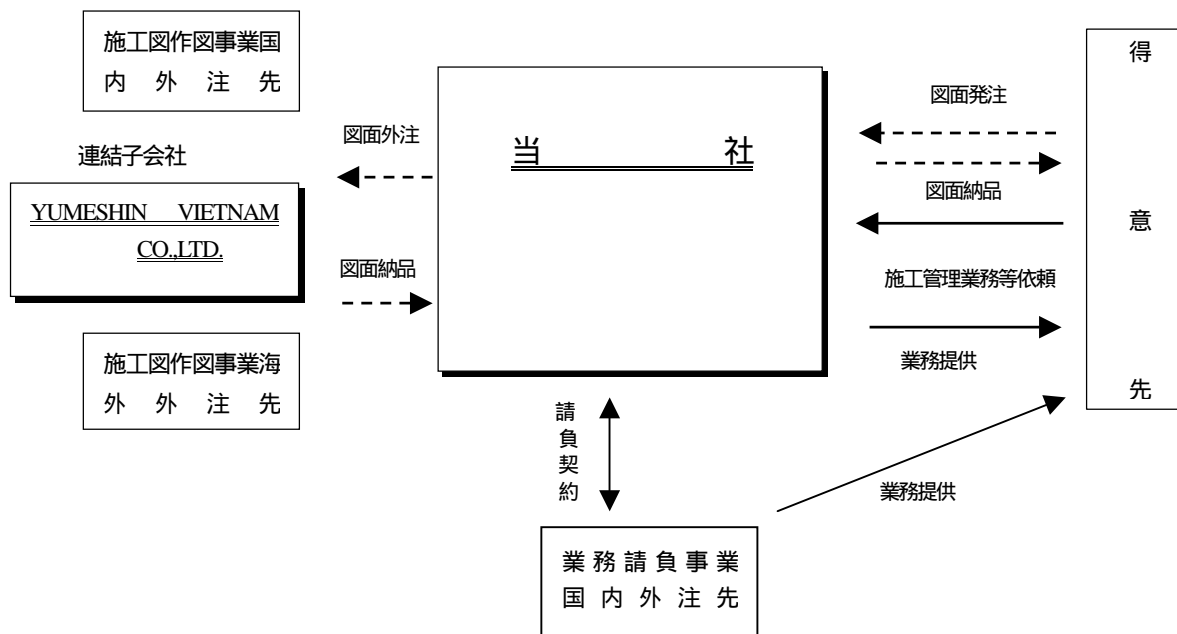 施工図作図事業国
内外注先
連結子会社
YUMESHIN VIETNAM
CO.,LTD.
施工図作図事業海
外外注先
図面外注
図面納品
当社
請負契約
業務請負事業
国内外注先
図面発注
図面納品
施工管理業務等依頼
業務提供
業務提供
得意先